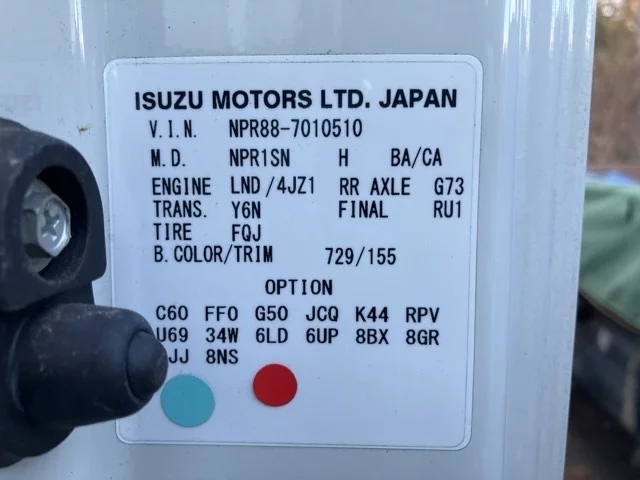 ISUZU MOTORS LTD. JAPAN
V.I.N. NPR88-7010510
M.D. NPR1SN H BA/CA
ENGINE LND/4JZ1 RR AXLE G73
TRANS. Y6N FINAL RU1
TIRE FQJ
B.COLOR/TRIM 729/155
OPTION
C60 FF0 G50 JCQ K44 RPV
U69 34W 6LD 6UP 8BX 8GR
8NS